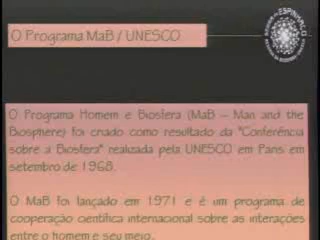 O Programa MaB / UNESCO
ESPINHAÇO
O Programa Homem e Biosfera (MaB – Man and the
Biosphere) foi criado como resultado da "Conferência
sobre a Biosfera" realizada pela UNESCO em Paris em
setembro de 1968.
O MaB foi lançado em 1971 e é um programa de
cooperação científica internacional sobre as interações
entre o homem e seu meio.